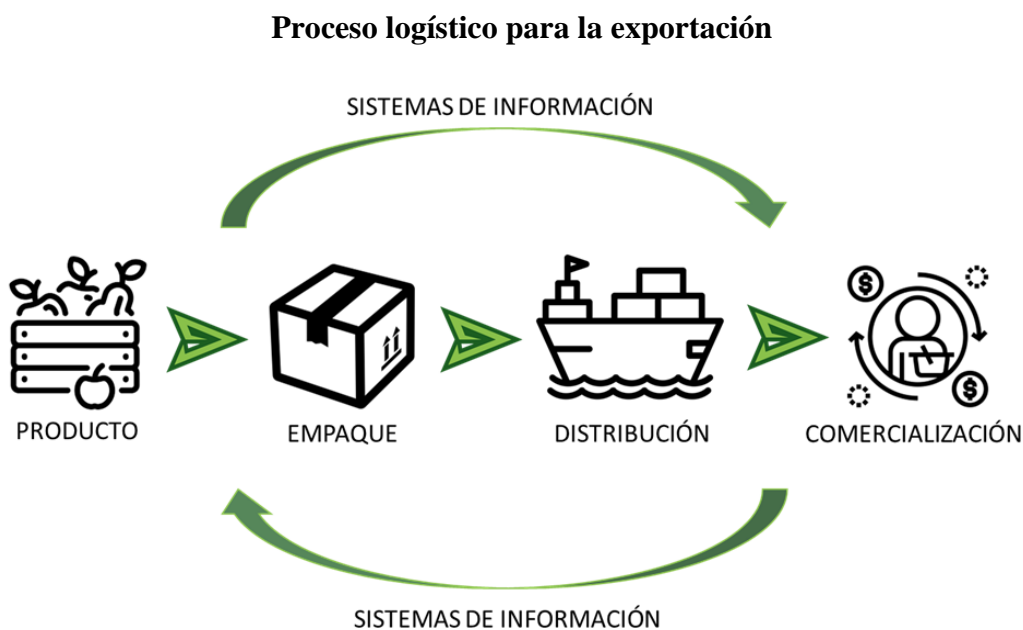 Proceso logístico para la exportación
SISTEMAS DE INFORMACIÓN
PRODUCTO
EMPAQUE
DISTRIBUCIÓN
COMERCIALIZACIÓN
SISTEMAS DE INFORMACIÓN